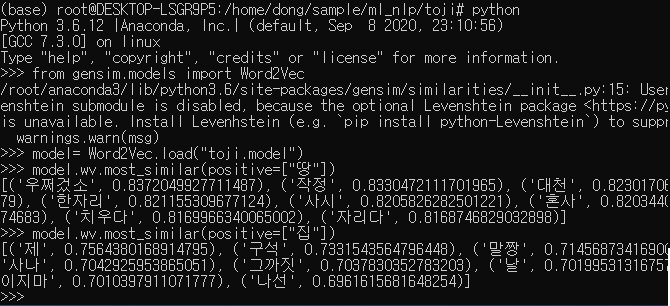 (base) root@DESKTOP-LSGR9P5:/home/dong/sample/ml_nlp/toji# python
Python 3.6.12 |Anaconda, Inc.| (default, Sep  8 2020, 23:10:56)
[GCC 7.3.0] on linux
Type "help", "copyright", "credits" or "license" for more information.
>>> from gensim.models import Word2Vec
/root/anaconda3/lib/python3.6/site-packages/gensim/similarities/__init__.py:15: User
enshtein submodule is disabled, because the optional Levenshtein package <https://py
is unavailable. Install Levenhstein (e.g. `pip install python-Levenshtein`) to suppr
  warnings.warn(msg)
>>> model= Word2Vec.load("toji.model")
>>> model.wv.most_similar(positive=["땅"])
[('우쩌겄소', 0.8372049927711487), ('작정', 0.8330472111701965), ('대천', 0.82301706
79), ('한자리', 0.821155309677124), ('사시', 0.8205826282501221), ('혼사', 0.8203440
74683), ('치우다', 0.8169966340065002), ('자리다', 0.8168746829032898)]
>>> model.wv.most_similar(positive=["집"])
[('제', 0.7564380168914795), ('구석', 0.7331543564796448), ('말짱', 0.71456873416900
'사나', 0.7042925953865051), ('그까짓', 0.7037830352783203), ('날', 0.70199531316757
이지마', 0.7010397911071777), ('나선', 0.6961615681648254)]
>>>